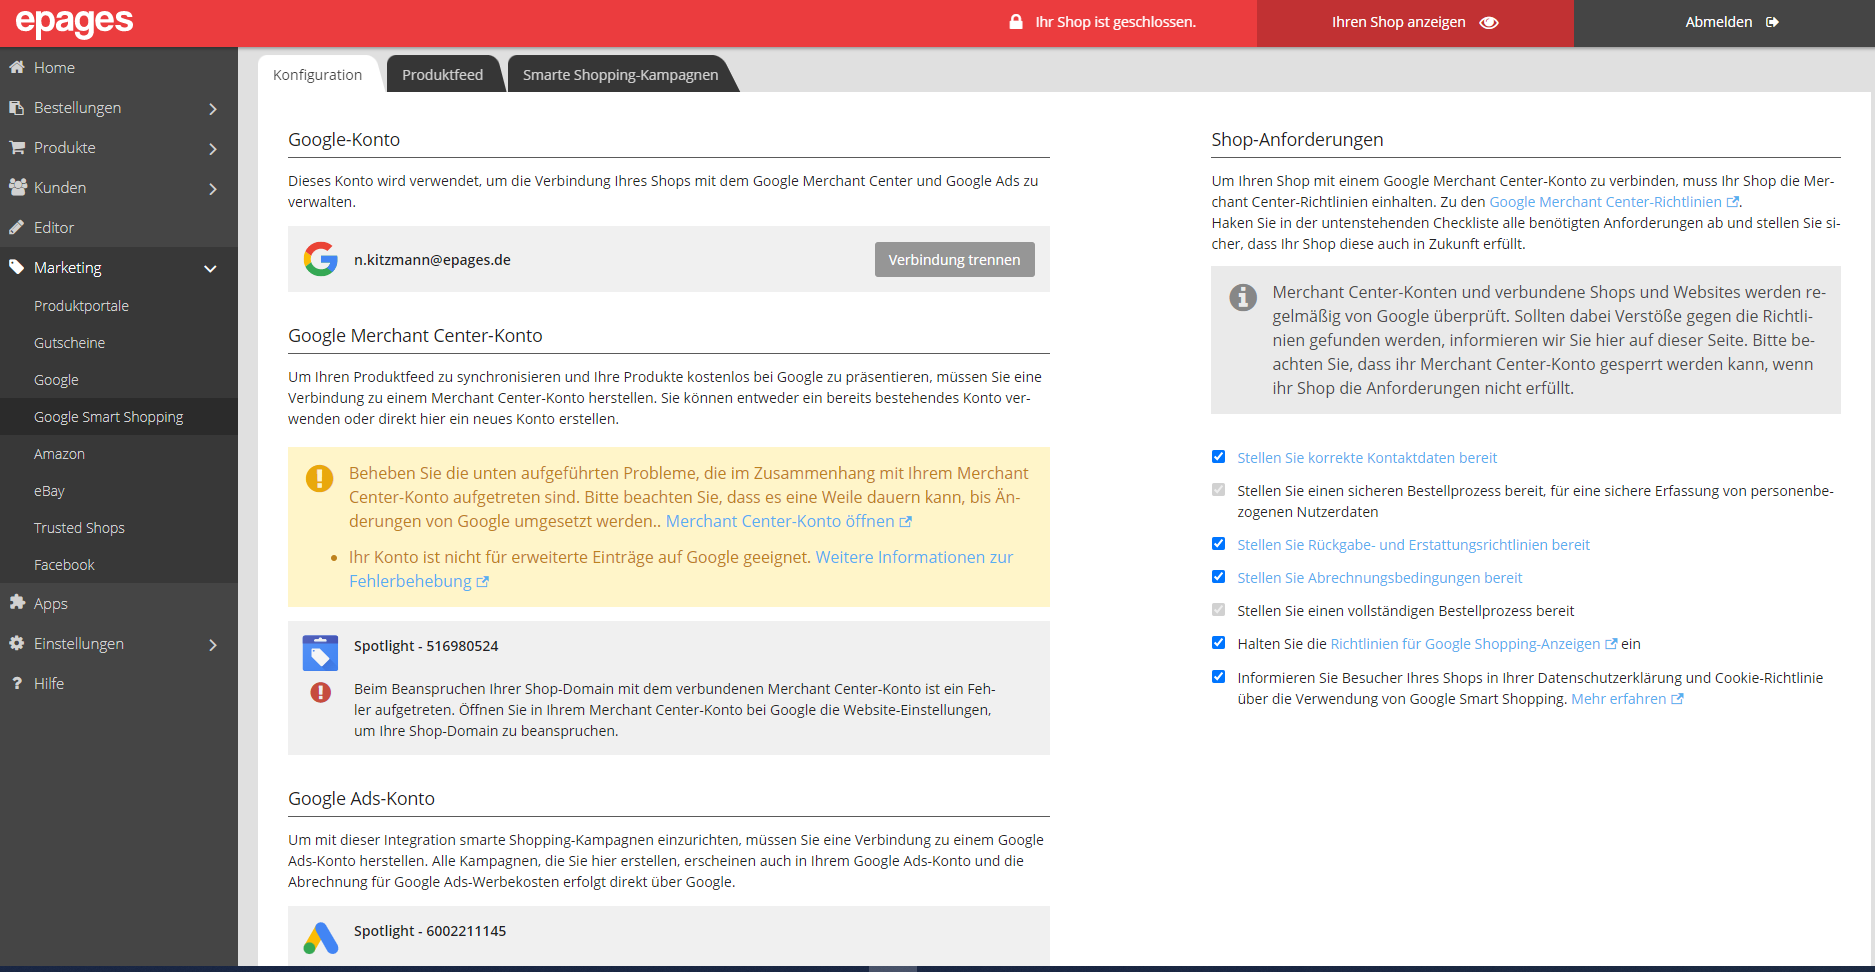 epages
Ihr Shop ist geschlossen.
Ihren Shop anzeigen
Abmelden
Home
Bestellungen
Produkte
Kunden
Editor
Marketing
Produktportale
Gutscheine
Google
Google Smart Shopping
Amazon
eBay
Trusted Shops
Facebook
Apps
Einstellungen
? Hilfe
Konfiguration
Produktfeed
Smarte Shopping-Kampagnen
Google-Konto
Dieses Konto wird verwendet, um die Verbindung Ihres Shops mit dem Google Merchant Center und Google Ads zu
verwalten.
n.kitzmann@epages.de
Verbindung trennen
Google Merchant Center-Konto
Um Ihren Produktfeed zu synchronisieren und Ihre Produkte kostenlos bei Google zu präsentieren, müssen Sie eine
Verbindung zu einem Merchant Center-Konto herstellen. Sie können entweder ein bereits bestehendes Konto ver-
wenden oder direkt hier ein neues Konto erstellen.
Beheben Sie die unten aufgeführten Probleme, die im Zusammenhang mit Ihrem Merchant
Center-Konto aufgetreten sind. Bitte beachten Sie, dass es eine Weile dauern kann, bis Än-
derungen von Google umgesetzt werden.. Merchant Center-Konto öffnen
• Ihr Konto ist nicht für erweiterte Einträge auf Google geeignet. Weitere Informationen zur
Fehlerbehebung
Spotlight - 516980524
Beim Beanspruchen Ihrer Shop-Domain mit dem verbundenen Merchant Center-Konto ist ein Feh-
ler aufgetreten. Öffnen Sie in Ihrem Merchant Center-Konto bei Google die Website-Einstellungen,
um Ihre Shop-Domain zu beanspruchen.
Google Ads-Konto
Um mit dieser Integration smarte Shopping-Kampagnen einzurichten, müssen Sie eine Verbindung zu einem Google
Ads-Konto herstellen. Alle Kampagnen, die Sie hier erstellen, erscheinen auch in Ihrem Google Ads-Konto und die
Abrechnung für Google Ads-Werbekosten erfolgt direkt über Google.
Spotlight - 6002211145
Shop-Anforderungen
Um Ihren Shop mit einem Google Merchant Center-Konto zu verbinden, muss Ihr Shop die Mer-
chant Center-Richtlinien einhalten. Zu den Google Merchant Center-Richtlinien.
Haken Sie in der untenstehenden Checkliste alle benötigten Anforderungen ab und stellen Sie si-
cher, dass Ihr Shop diese auch in Zukunft erfüllt.
Merchant Center-Konten und verbundene Shops und Websites werden re-
gelmäßig von Google überprüft. Sollten dabei Verstöße gegen die Richtli-
nien gefunden werden, informieren wir Sie hier auf dieser Seite. Bitte be-
achten Sie, dass ihr Merchant Center-Konto gesperrt werden kann, wenn
ihr Shop die Anforderungen nicht erfüllt.
Stellen Sie korrekte Kontaktdaten bereit
Stellen Sie einen sicheren Bestellprozess bereit, für eine sichere Erfassung von personenbe-
zogenen Nutzerdaten
Stellen Sie Rückgabe- und Erstattungsrichtlinien bereit
Stellen Sie Abrechnungsbedingungen bereit
Stellen Sie einen vollständigen Bestellprozess bereit
Halten Sie die Richtlinien für Google Shopping-Anzeigen ein
Informieren Sie Besucher Ihres Shops in Ihrer Datenschutzerklärung und Cookie-Richtlinie
über die Verwendung von Google Smart Shopping. Mehr erfahren